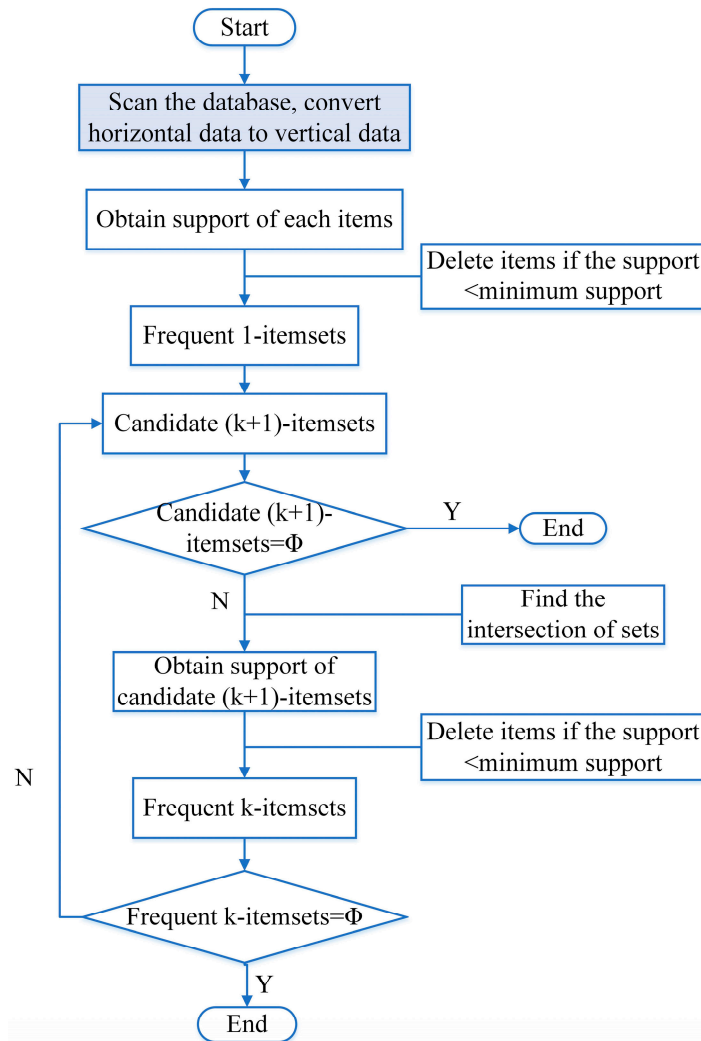 Start
Scan the database, convert
horizontal data to vertical data
Obtain support of each items
Delete items if the support
<minimum support
Frequent 1-itemsets
Candidate (k+1)-itemsets
Candidate (k+1)-
itemsets=Φ
Y
End
N
Find the
intersection of sets
Obtain support of
candidate (k+1)-itemsets
Delete items if the support
<minimum support
N
Frequent k-itemsets
Frequent k-itemsets=Φ
Y
End